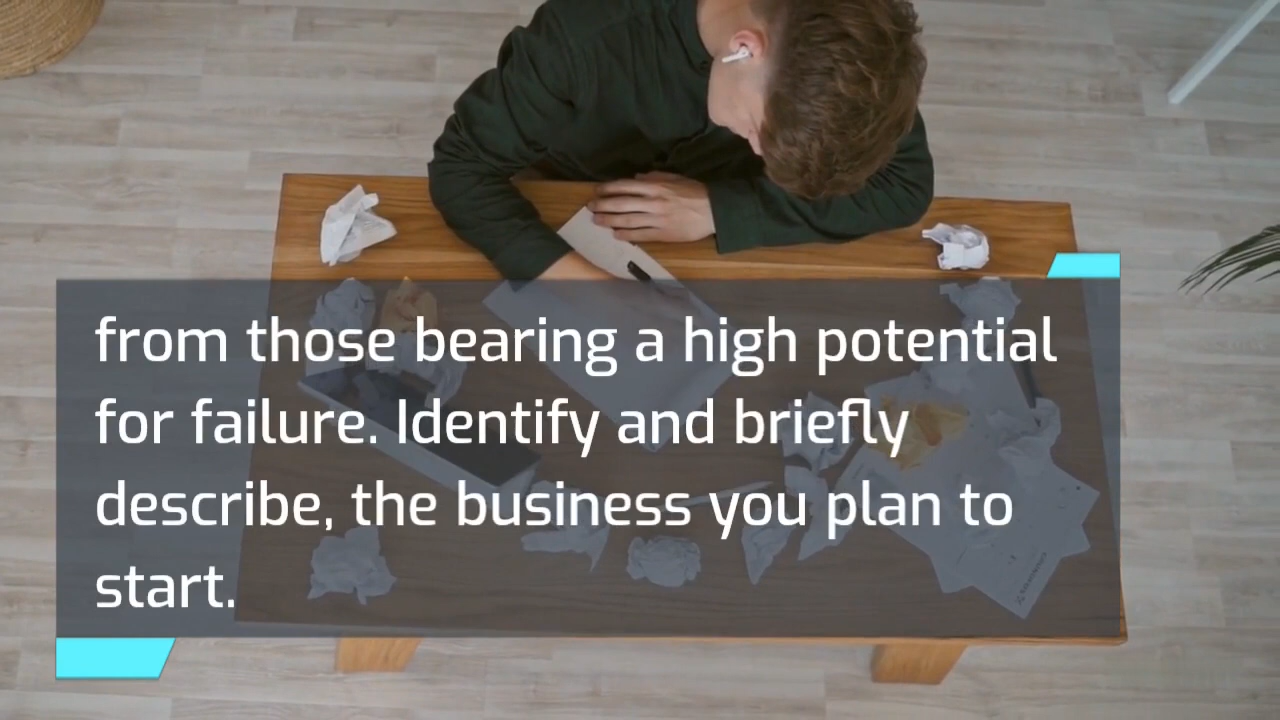 from those bearing a high potential
for failure. Identify and briefly
describe, the business you plan to
start.